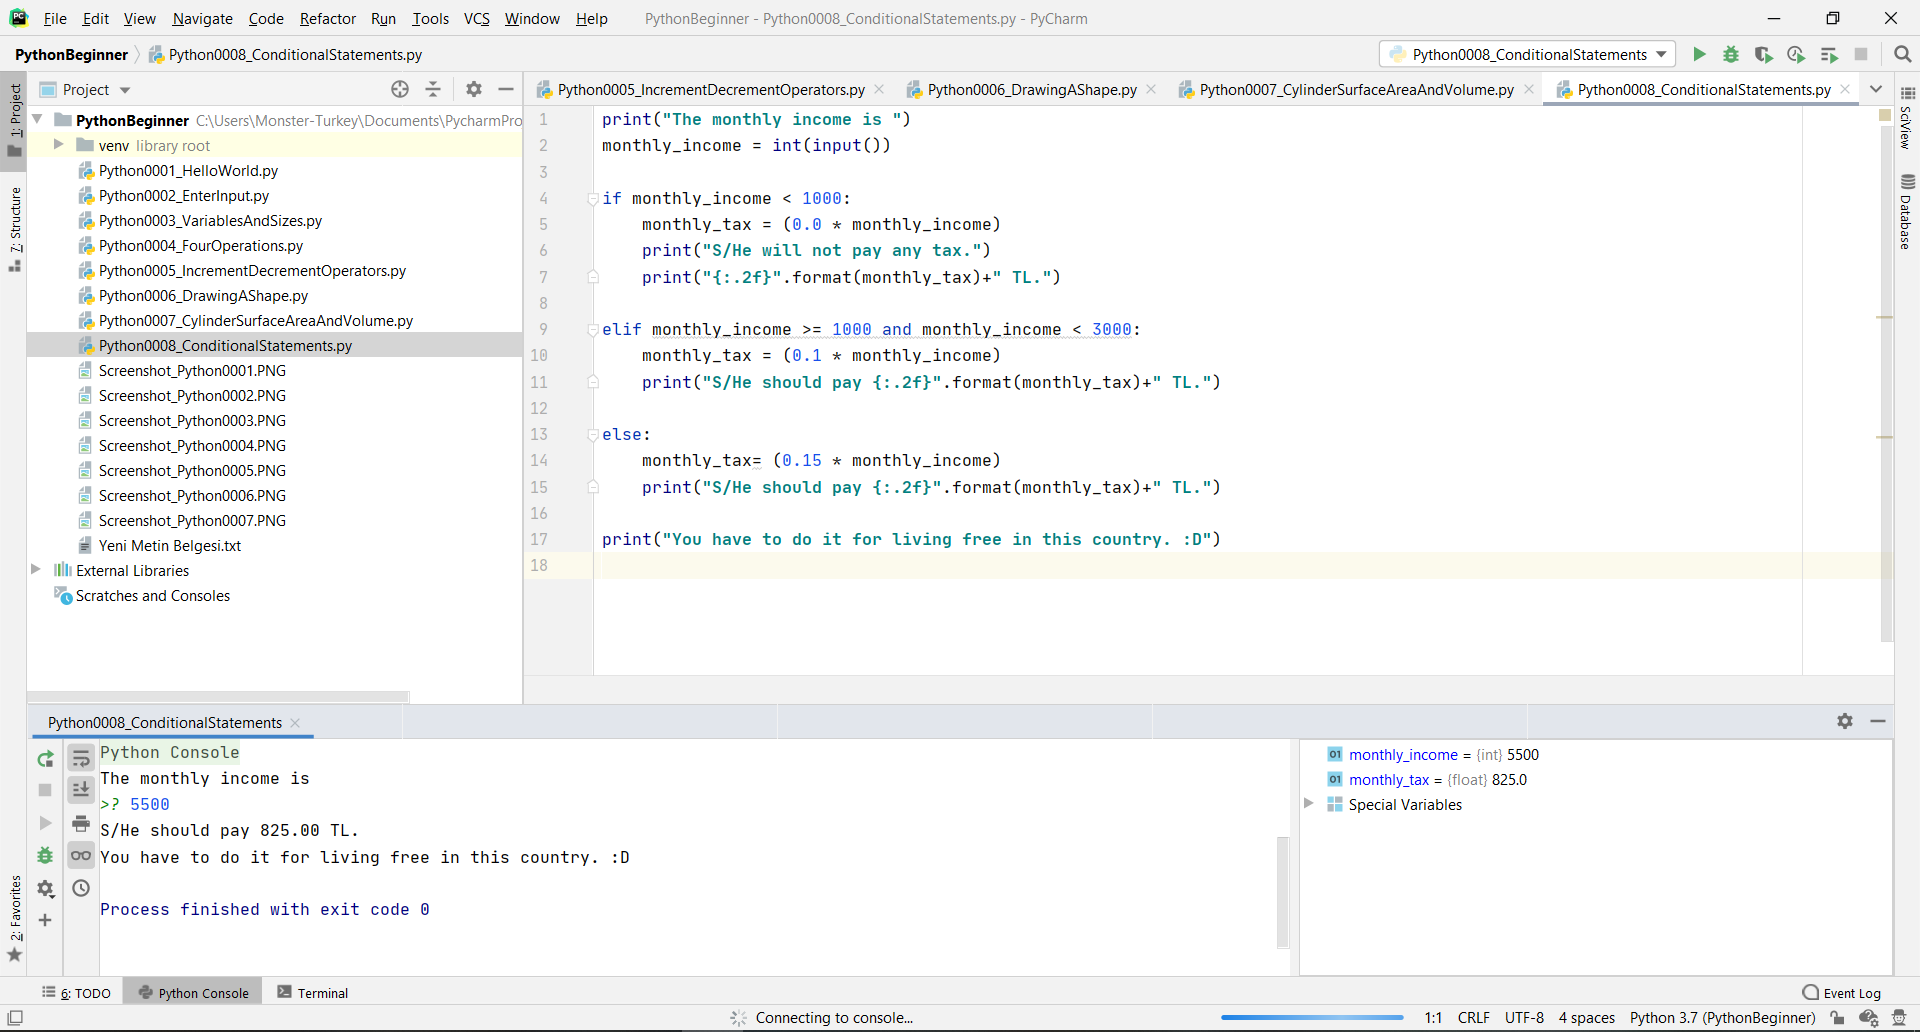 File Edit View Navigate Code Refactor Run Tools VCS Window Help PythonBeginner - Python0008_ConditionalStatements.py - PyCharm
PythonBeginner Python0008_ConditionalStatements.py Python0008_ConditionalStatements
1: Project
7: Structure
2: Favorites
Project
PythonBeginner C:\Users\Monster-Turkey\Documents\PycharmPro
venv library root
Python0001_HelloWorld.py
Python0002_EnterInput.py
Python0003_VariablesAndSizes.py
Python0004_FourOperations.py
Python0005_IncrementDecrementOperators.py
Python0006_DrawingAShape.py
Python0007_CylinderSurfaceAreaAndVolume.py
Python0008_ConditionalStatements.py
Screenshot_Python0001.PNG
Screenshot_Python0002.PNG
Screenshot_Python0003.PNG
Screenshot_Python0004.PNG
Screenshot_Python0005.PNG
Screenshot_Python0006.PNG
Screenshot_Python0007.PNG
Yeni Metin Belgesi.txt
External Libraries
Scratches and Consoles
Python0005_IncrementDecrementOperators.py Python0006_DrawingAShape.py Python0007_CylinderSurfaceAreaAndVolume.py Python0008_ConditionalStatements.py
1 print("The monthly income is ")
2 monthly_income = int(input())
3
4 if monthly_income < 1000:
5     monthly_tax = (0.0 * monthly_income)
6     print("S/He will not pay any tax.")
7     print("{:.2f}".format(monthly_tax)+" TL.")
8
9 elif monthly_income >= 1000 and monthly_income < 3000:
10     monthly_tax = (0.1 * monthly_income)
11     print("S/He should pay {:.2f}".format(monthly_tax)+" TL.")
12
13 else:
14     monthly_tax= (0.15 * monthly_income)
15     print("S/He should pay {:.2f}".format(monthly_tax)+" TL.")
16
17 print("You have to do it for living free in this country. :D")
18
SciView
Database
Python0008_ConditionalStatements
Python Console
The monthly income is
>? 5500
S/He should pay 825.00 TL.
You have to do it for living free in this country. :D
Process finished with exit code 0
01 monthly_income = {int} 5500
01 monthly_tax = {float} 825.0
Special Variables
6: TODO Python Console Terminal Event Log
Connecting to console... 1:1 CRLF UTF-8 4 spaces Python 3.7 (PythonBeginner)